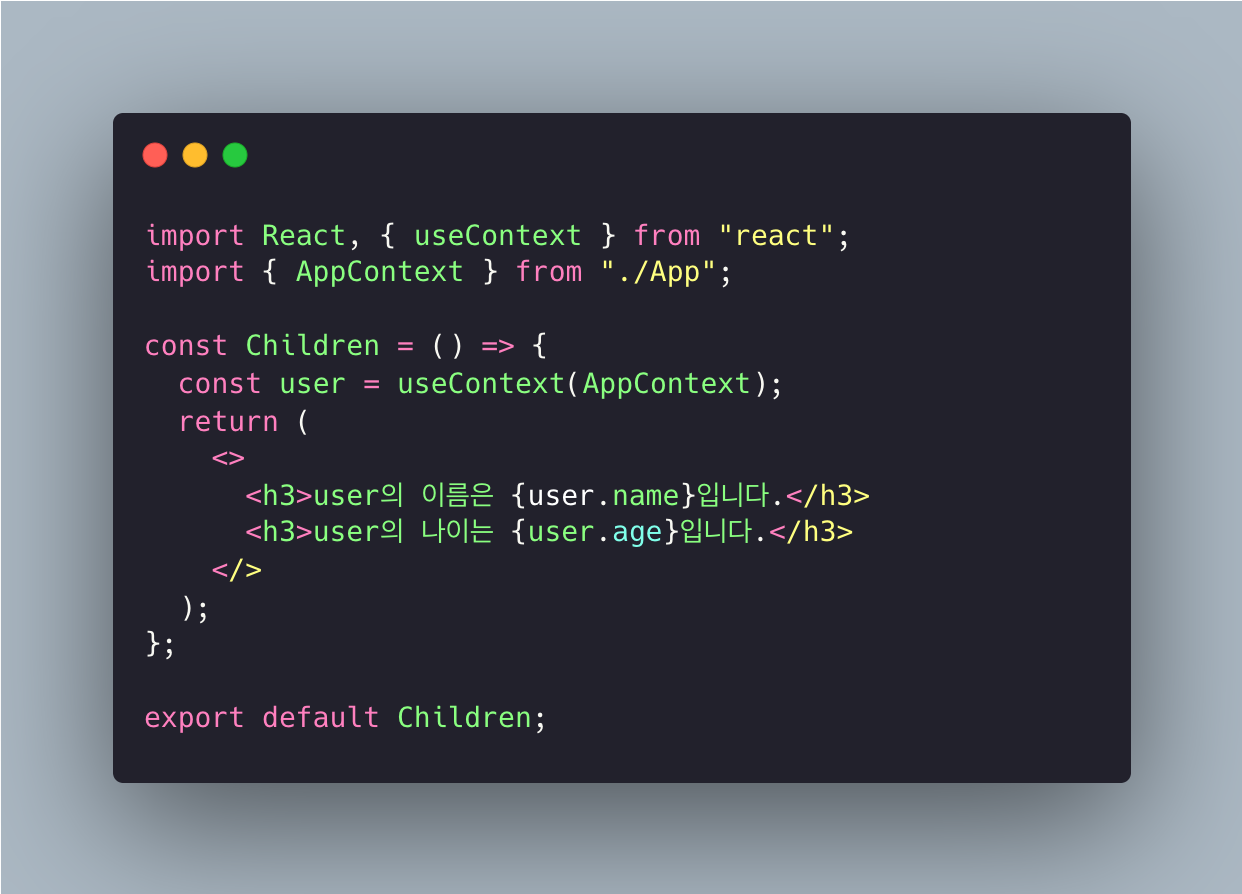 import React, { useContext } from "react";
import { AppContext } from "./App";
const Children = () => {
const user = useContext(AppContext);
return (
<>
<h3>user의 이름은 {user.name}입니다.</h3>
<h3>user의 나이는 {user.age}입니다.</h3>
</>
);
};
export default Children;